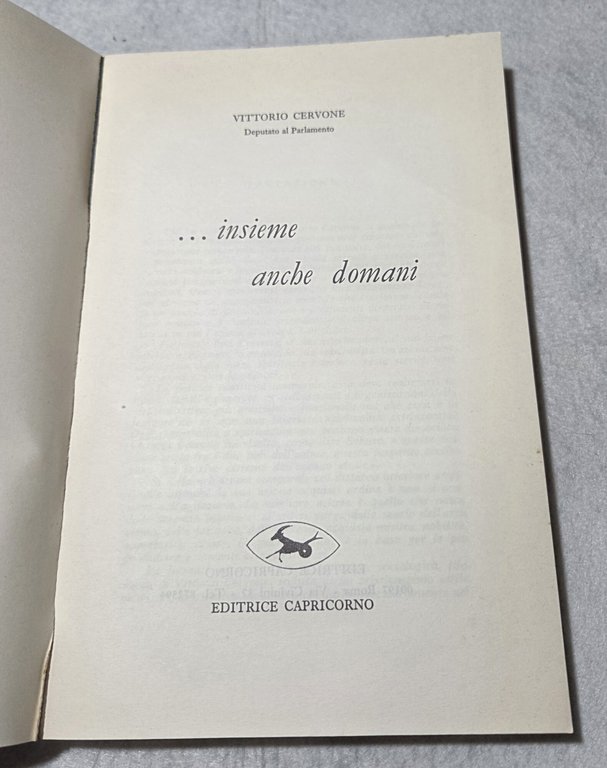 VITTORIO CERVONE
Deputato al Parlamento
... insieme
anche domani
EDITRICE CAPRICORNO